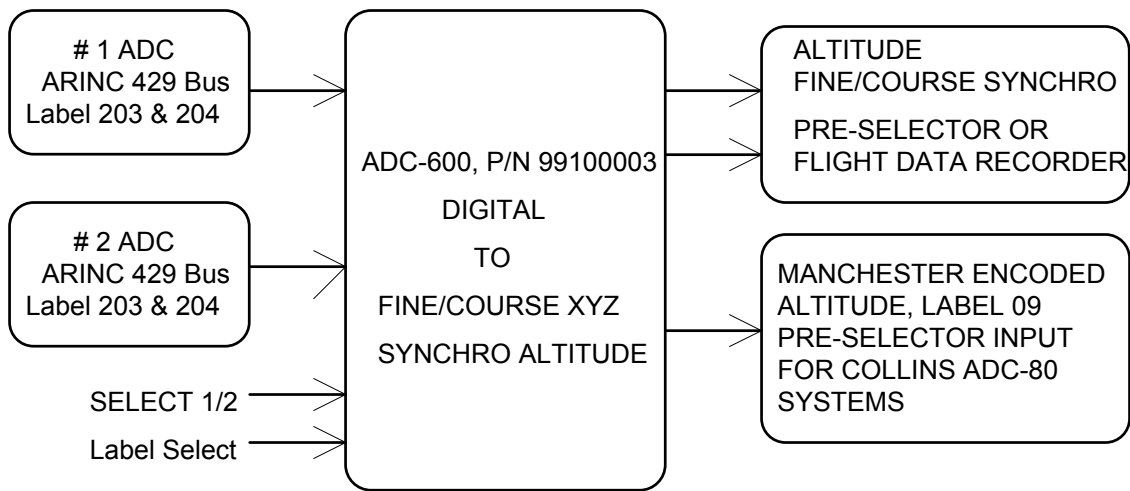 # 1 ADC
ARINC 429 Bus
Label 203 & 204
# 2 ADC
ARINC 429 Bus
Label 203 & 204
SELECT 1/2
Label Select
ADC-600, P/N 99100003
DIGITAL
TO
FINE/COURSE XYZ
SYNCHRO ALTITUDE
ALTITUDE
FINE/COURSE SYNCHRO
PRE-SELECTOR OR
FLIGHT DATA RECORDER
MANCHESTER ENCODED
ALTITUDE, LABEL 09
PRE-SELECTOR INPUT
FOR COLLINS ADC-80
SYSTEMS